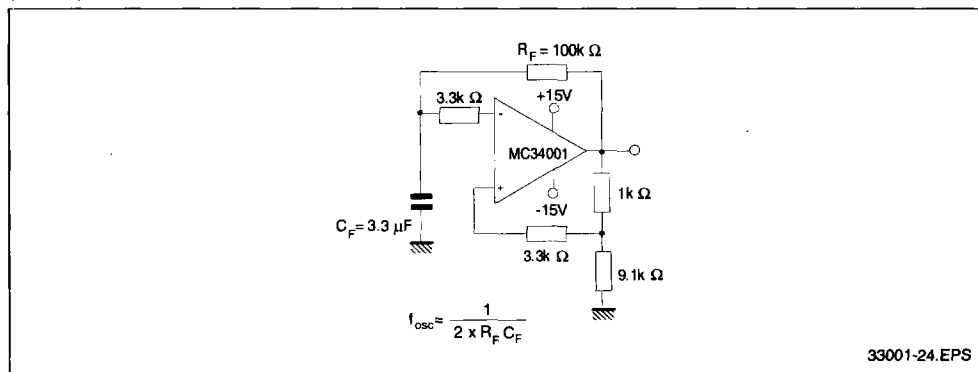 R_F = 100k Ω
3.3k Ω
+15V
-
MC34001
+
-15V
1k Ω
C_F = 3.3 µF
3.3k Ω
9.1k Ω
f_osc = 1 / (2 x R_F C_F)
33001-24.EPS